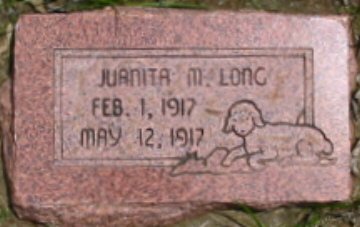 JUANITA M. LONG
FEB. 1, 1917
MAY 12, 1917